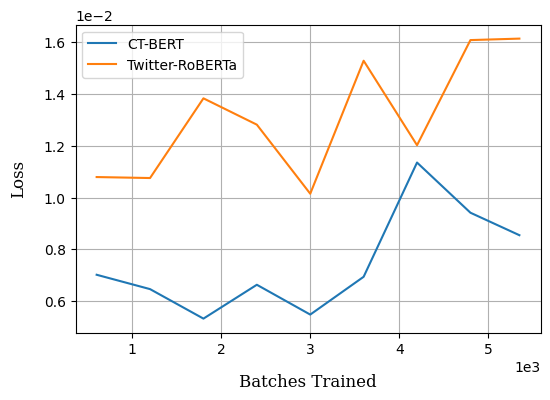 1e−2
CT-BERT
Twitter-RoBERTa
1.6
1.4
1.2
1.0
0.8
0.6
Loss
1 2 3 4 5
1e3
Batches Trained